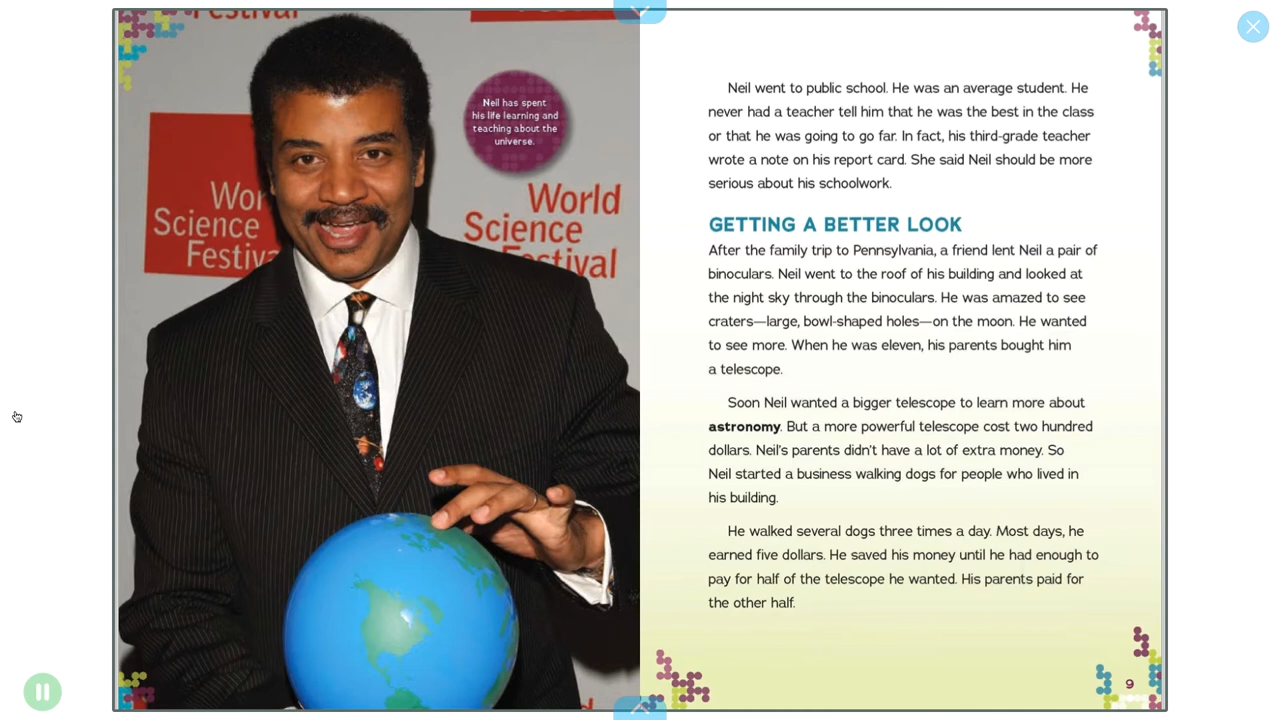 Festival
Neil has spent
his life learning and
teaching about the
universe.
World
Science
Festival
Science
Neil went to public school. He was an average student. He
never had a teacher tell him that he was the best in the class
or that he was going to go far. In fact, his third-grade teacher
wrote a note on his report card. She said Neil should be more
serious about his schoolwork.
GETTING A BETTER LOOK
After the family trip to Pennsylvania, a friend lent Neil a pair of
binoculars. Neil went to the roof of his building and looked at
the night sky through the binoculars. He was amazed to see
craters—large, bowl-shaped holes—on the moon. He wanted
to see more. When he was eleven, his parents bought him
a telescope.
Soon Neil wanted a bigger telescope to learn more about
astronomy. But a more powerful telescope cost two hundred
dollars. Neil's parents didn't have a lot of extra money. So
Neil started a business walking dogs for people who lived in
his building.
He walked several dogs three times a day. Most days, he
earned five dollars. He saved his money until he had enough to
pay for half of the telescope he wanted. His parents paid for
the other half.
9